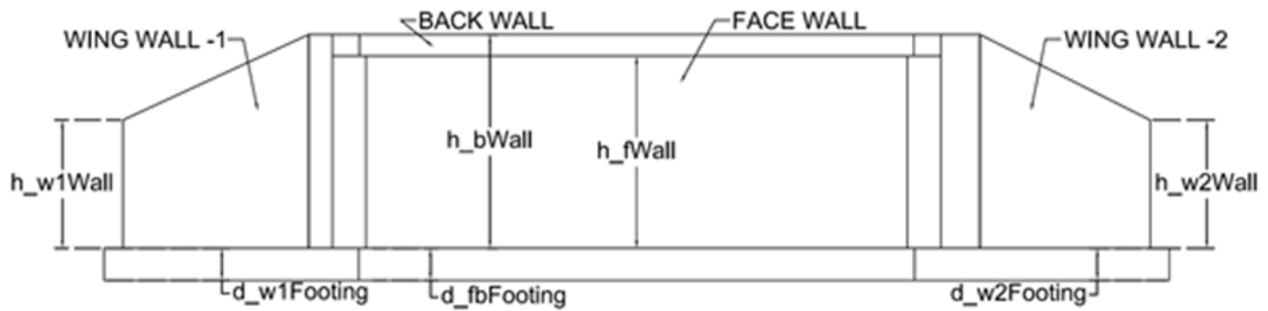 BACK WALL
FACE WALL
WING WALL -1
WING WALL -2
h_bWall
h_fWall
h_w1Wall
h_w2Wall
d_w1Footing
d_fbFooting
d_w2Footing